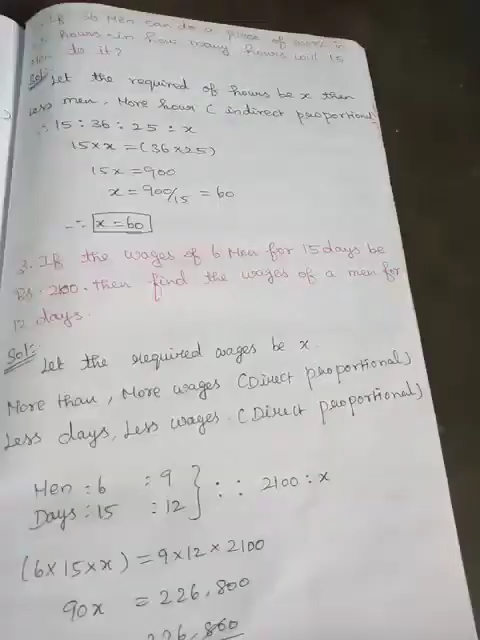 . If 36 Men can do a piece of work in
hours in how many hours will 15
Men do it?
Sol:- Let the required of hours be x then
Less men, More hour ( indirect proportional
∴ 15 : 36 : 25 : x
15 x x = (36 x 25)
15x = 900
x = 900/15 = 60
∴ x = 60
3. If the wages of 6 Men for 15 days be
Rs. 2100. then find the wages of a men for
12 days.
Sol:- Let the required wages be x.
More than, More wages (Direct proportional)
Less days, Less wages. (Direct proportional)
Men : 6 : 9 } : : 2100 : x
Days : 15 : 12
(6 x 15 x x) = 9 x 12 x 2100
90x = 226,800
226,800